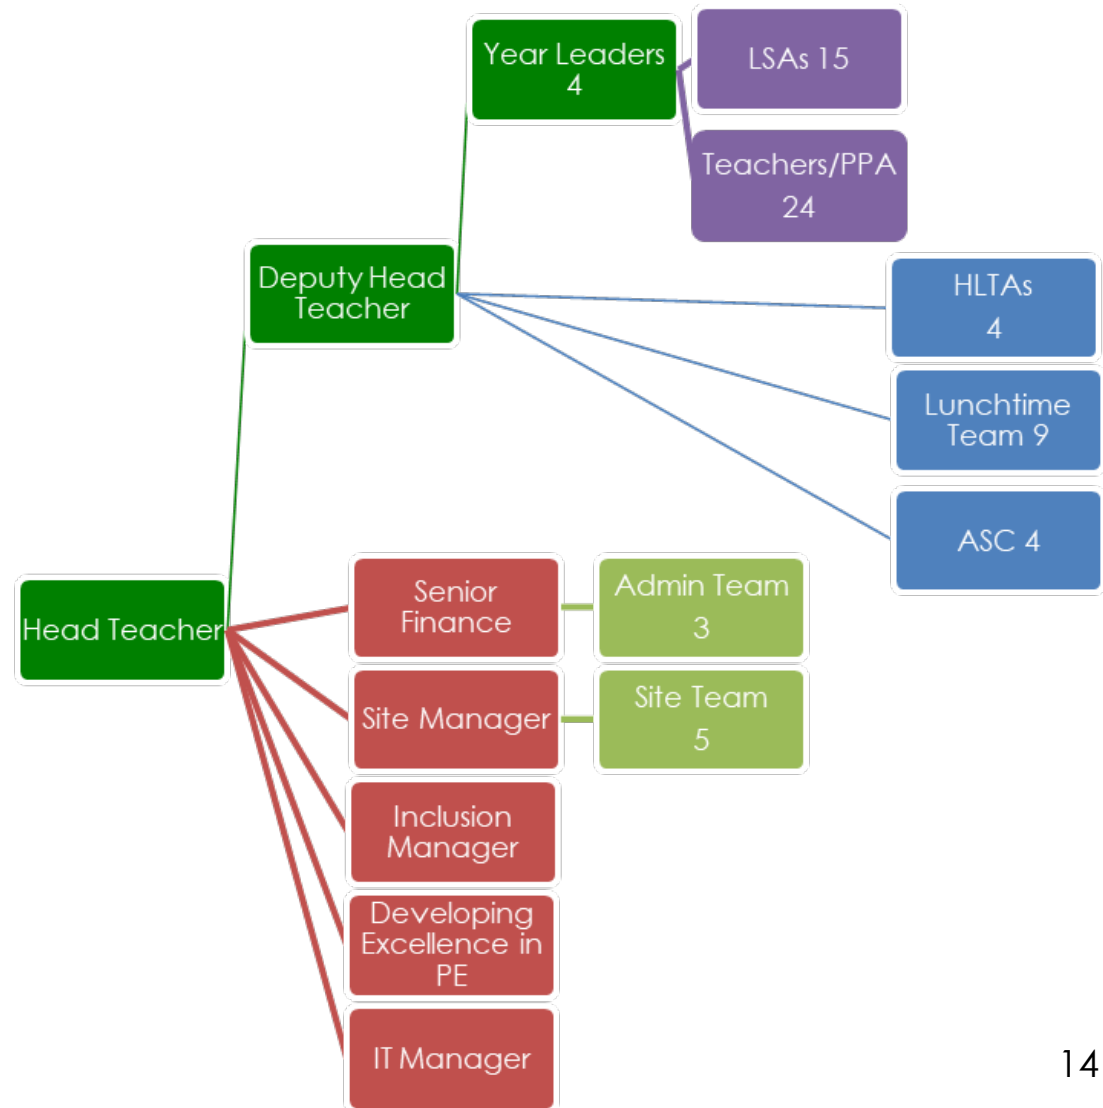 Year Leaders
4
LSAs 15
Teachers/PPA
24
Deputy Head
Teacher
HLTAs
4
Lunchtime
Team 9
ASC 4
Head Teacher
Senior
Finance
Admin Team
3
Site Manager
Site Team
5
Inclusion
Manager
Developing
Excellence in
PE
IT Manager
14